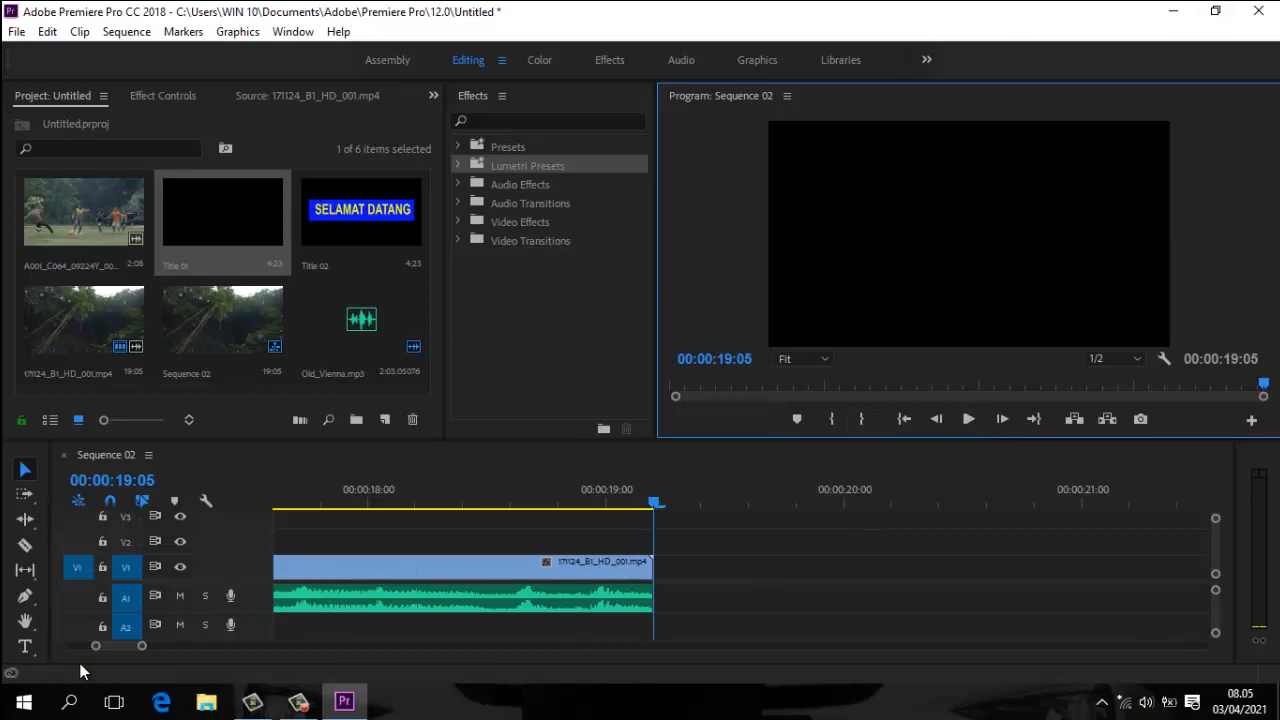 Adobe Premiere Pro CC 2018 - C:\Users\WIN 10\Documents\Adobe\Premiere Pro\12.0\Untitled *
File Edit Clip Sequence Markers Graphics Window Help
Assembly Editing Color Effects Audio Graphics Libraries
Project: Untitled Effect Controls Source: 171124_B1_HD_001.mp4
Effects
Program: Sequence 02
Untitled.prproj
1 of 6 items selected
Presets
Lumetri Presets
Audio Effects
Audio Transitions
Video Effects
Video Transitions
SELAMAT DATANG
A001_C064_09224Y_00... 2:08
Title 01 4:23
Title 02 4:23
171124_B1_HD_001.mp4 19:05
Sequence 02 19:05
Old_Vienna.mp3 2:03:05076
00:00:19:05 Fit 1/2 00:00:19:05
Sequence 02
00:00:19:05
00:00:18:00 00:00:19:00 00:00:20:00 00:00:21:00
V3
V2
V1 V1 171124_B1_HD_001.mp4
A1 M S
A2 M S
Pr
08.05
03/04/2021